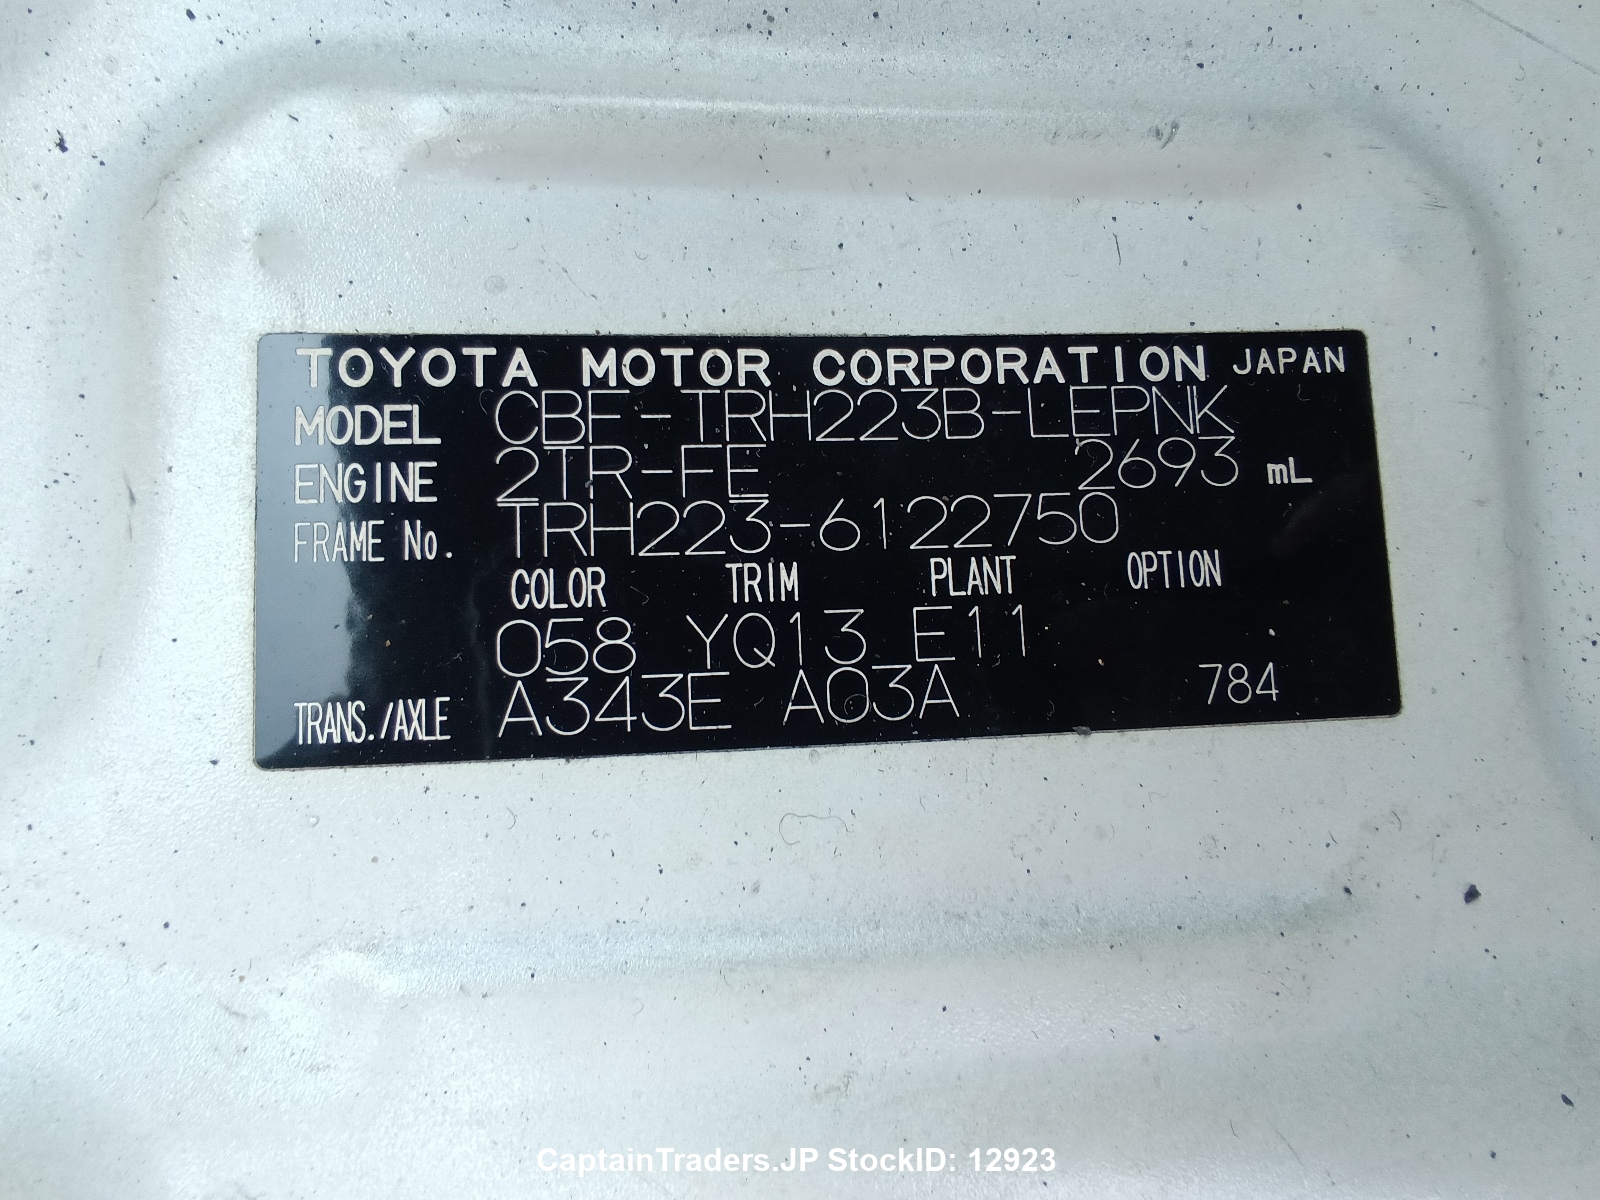 TOYOTA MOTOR CORPORATION JAPAN
MODEL CBF-TRH223B-LEPNK
ENGINE 2TR-FE 2693 mL
FRAME No. TRH223-6122750
COLOR TRIM PLANT OPTION
058 YQ13 E11
TRANS./AXLE A343E A03A 784
CaptainTraders.JP StockID: 12923